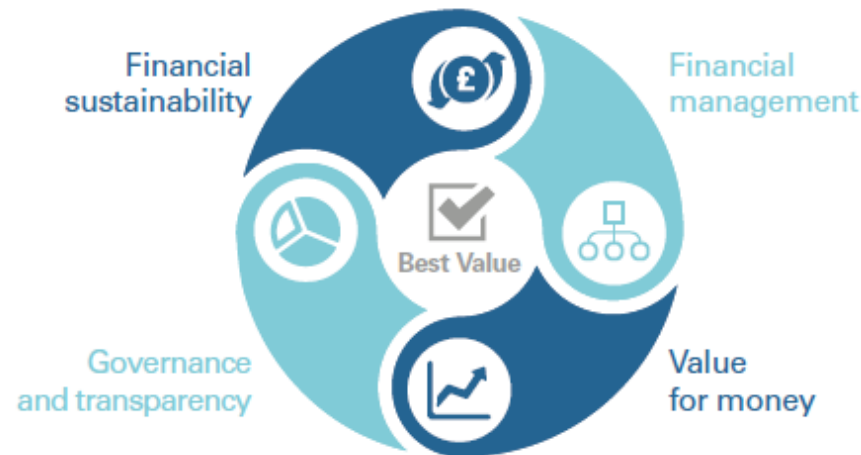 Financial
sustainability
Financial
management
£
Best Value
Governance
and transparency
Value
for money